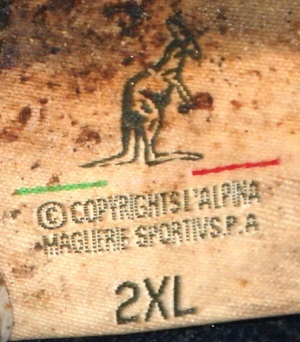 © COPYRIGHTS L'ALPINA
MAGLIERIE SPORTIVS.P.A
2XL